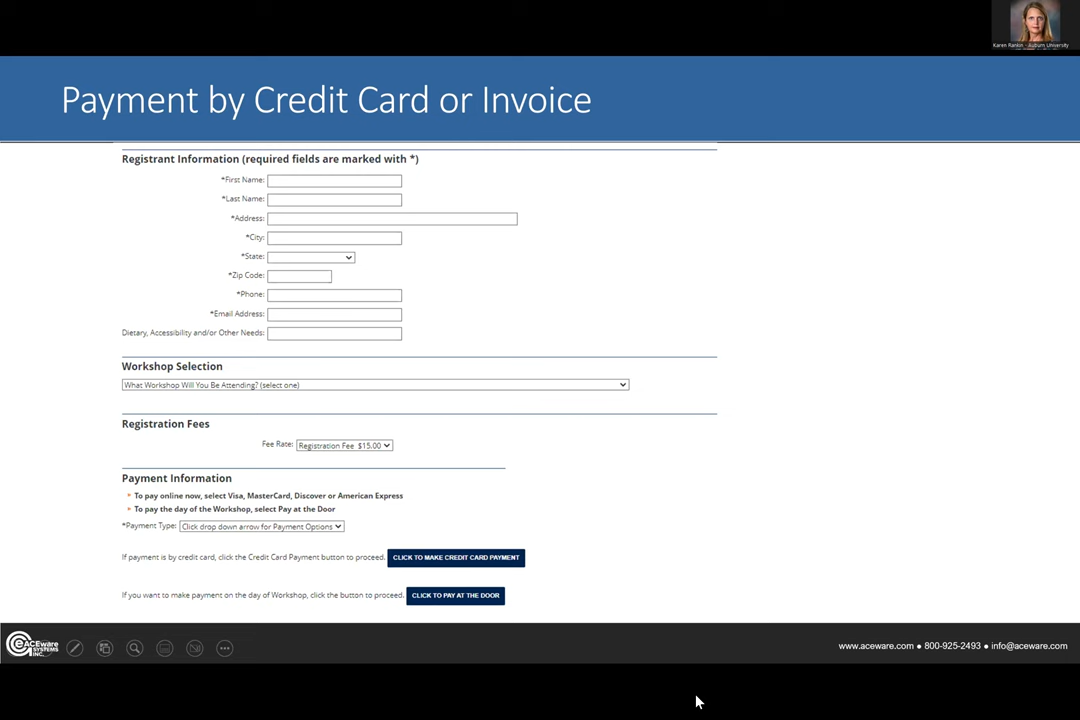 Karen Rankin - Auburn University
Payment by Credit Card or Invoice
Registrant Information (required fields are marked with *)
*First Name:
*Last Name:
*Address:
*City:
*State:
*Zip Code:
*Phone:
*Email Address:
Dietary, Accessibility and/or Other Needs:
Workshop Selection
What Workshop Will You Be Attending? (select one)
Registration Fees
Fee Rate: Registration Fee $15.00
Payment Information
* To pay online now, select Visa, MasterCard, Discover or American Express
* To pay the day of the Workshop, select Pay at the Door
*Payment Type: Click drop down arrow for Payment Options
If payment is by credit card, click the Credit Card Payment button to proceed. CLICK TO MAKE CREDIT CARD PAYMENT
If you want to make payment on the day of Workshop, click the button to proceed. CLICK TO PAY AT THE DOOR
ACEware
SYSTEMS
INC.
www.aceware.com ● 800-925-2493 ● info@aceware.com